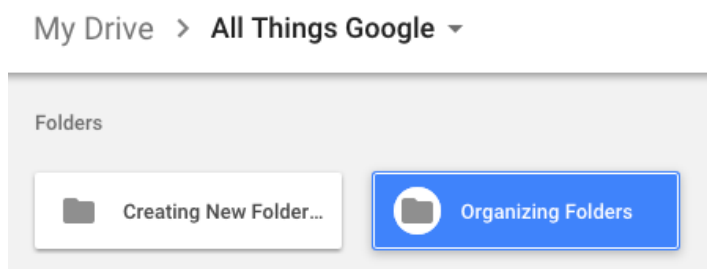 My Drive > All Things Google
Folders
Creating New Folder...
Organizing Folders